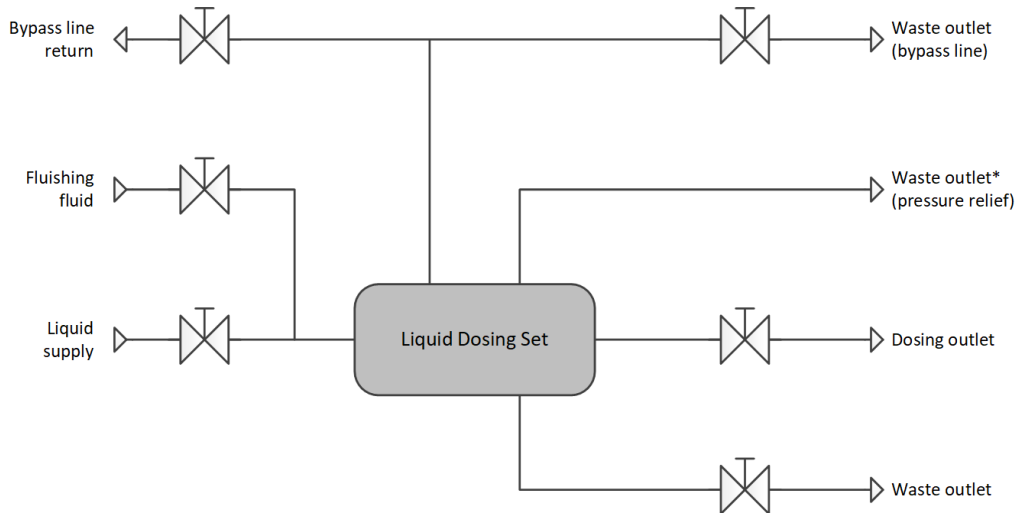 Bypass line
return
Waste outlet
(bypass line)
Fluishing
fluid
Waste outlet*
(pressure relief)
Liquid
supply
Liquid Dosing Set
Dosing outlet
Waste outlet